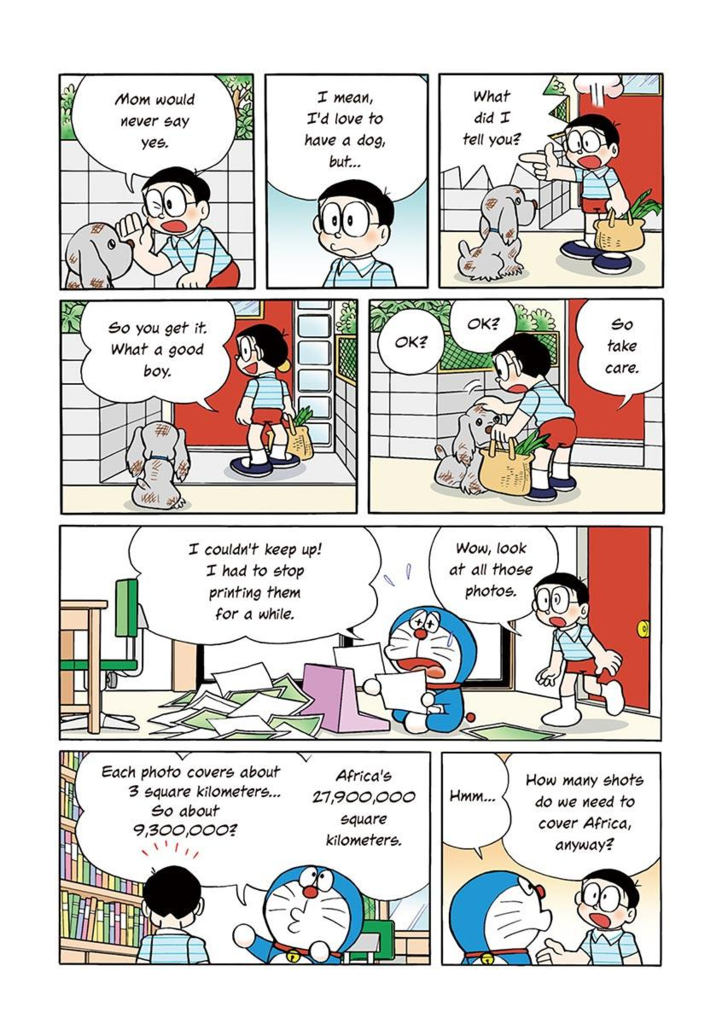 What
did I
tell you?
I mean,
I'd love to
have a dog,
but...
Mom would
never say
yes.
So
take
care.
OK?
OK?
So you get it.
What a good
boy.
Wow, look
at all those
photos.
I couldn't keep up!
I had to stop
printing them
for a while.
How many shots
do we need to
cover Africa,
anyway?
Hmm...
Africa's
27,900,000
square
kilometers.
Each photo covers about
3 square kilometers...
So about
9,300,000?